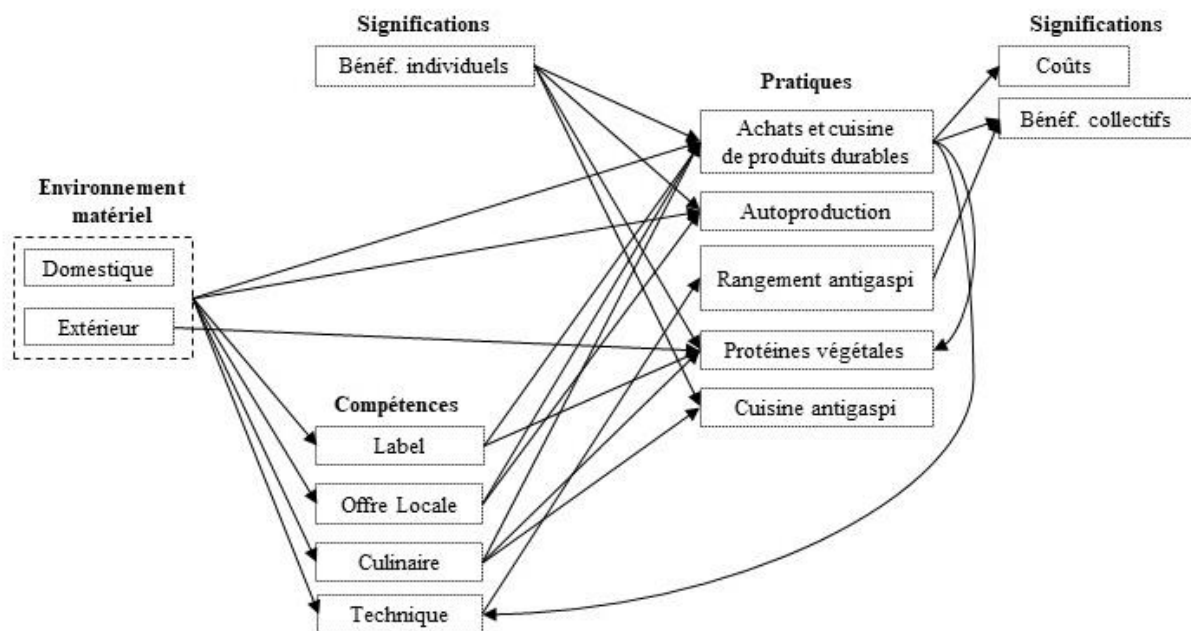 Significations
Bénéf. individuels
Significations
Coûts
Bénéf. collectifs
Pratiques
Achats et cuisine
de produits durables
Autoproduction
Rangement antigaspi
Protéines végétales
Cuisine antigaspi
Environnement
matériel
Domestique
Extérieur
Compétences
Label
Offre Locale
Culinaire
Technique